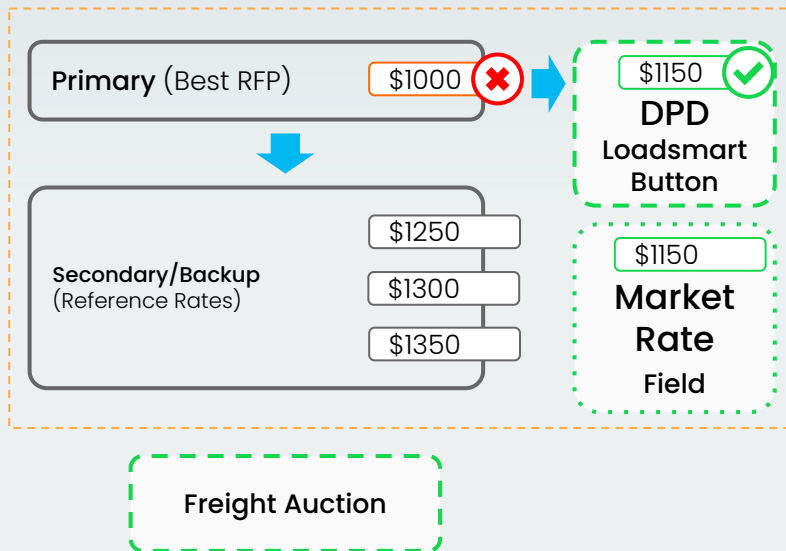 Primary (Best RFP)
$1000
$1150
DPD
Loadsmart
Button
Secondary/Backup
(Reference Rates)
$1250
$1300
$1350
$1150
Market
Rate
Field
Freight Auction